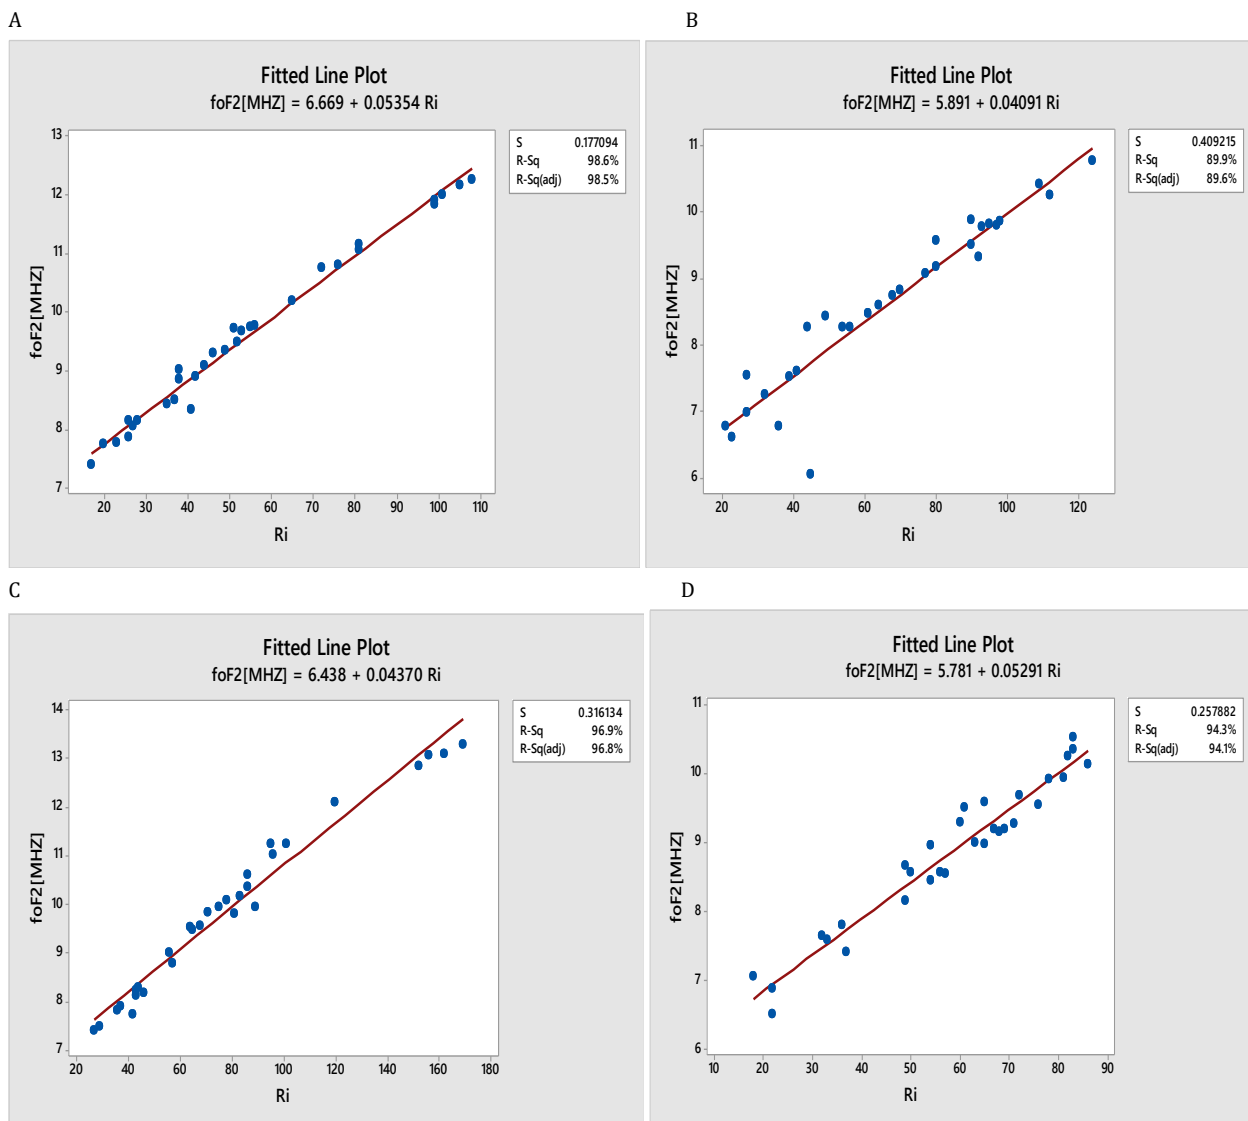 A
Fitted Line Plot
foF2[MHZ] = 6.669 + 0.05354 Ri
S 0.177094
R-Sq 98.6%
R-Sq(adj) 98.5%
13
12
11
10
9
8
7
foF2[MHZ]
20 30 40 50 60 70 80 90 100 110
Ri
B
Fitted Line Plot
foF2[MHZ] = 5.891 + 0.04091 Ri
S 0.409215
R-Sq 89.9%
R-Sq(adj) 89.6%
11
10
9
8
7
6
foF2[MHZ]
20 40 60 80 100 120
Ri
C
Fitted Line Plot
foF2[MHZ] = 6.438 + 0.04370 Ri
S 0.316134
R-Sq 96.9%
R-Sq(adj) 96.8%
14
13
12
11
10
9
8
7
foF2[MHZ]
20 40 60 80 100 120 140 160 180
Ri
D
Fitted Line Plot
foF2[MHZ] = 5.781 + 0.05291 Ri
S 0.257882
R-Sq 94.3%
R-Sq(adj) 94.1%
11
10
9
8
7
6
foF2[MHZ]
10 20 30 40 50 60 70 80 90
Ri